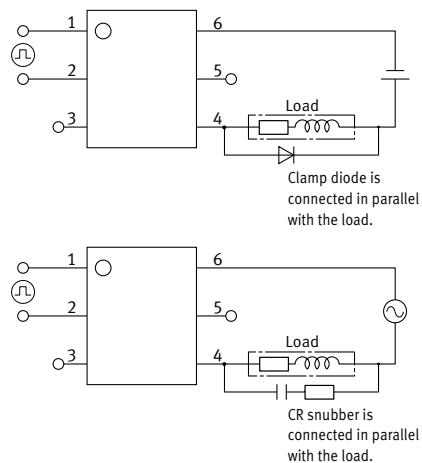 1 6
2 5
3 4
Load
Clamp diode is
connected in parallel
with the load.
1 6
2 5
3 4
Load
CR snubber is
connected in parallel
with the load.